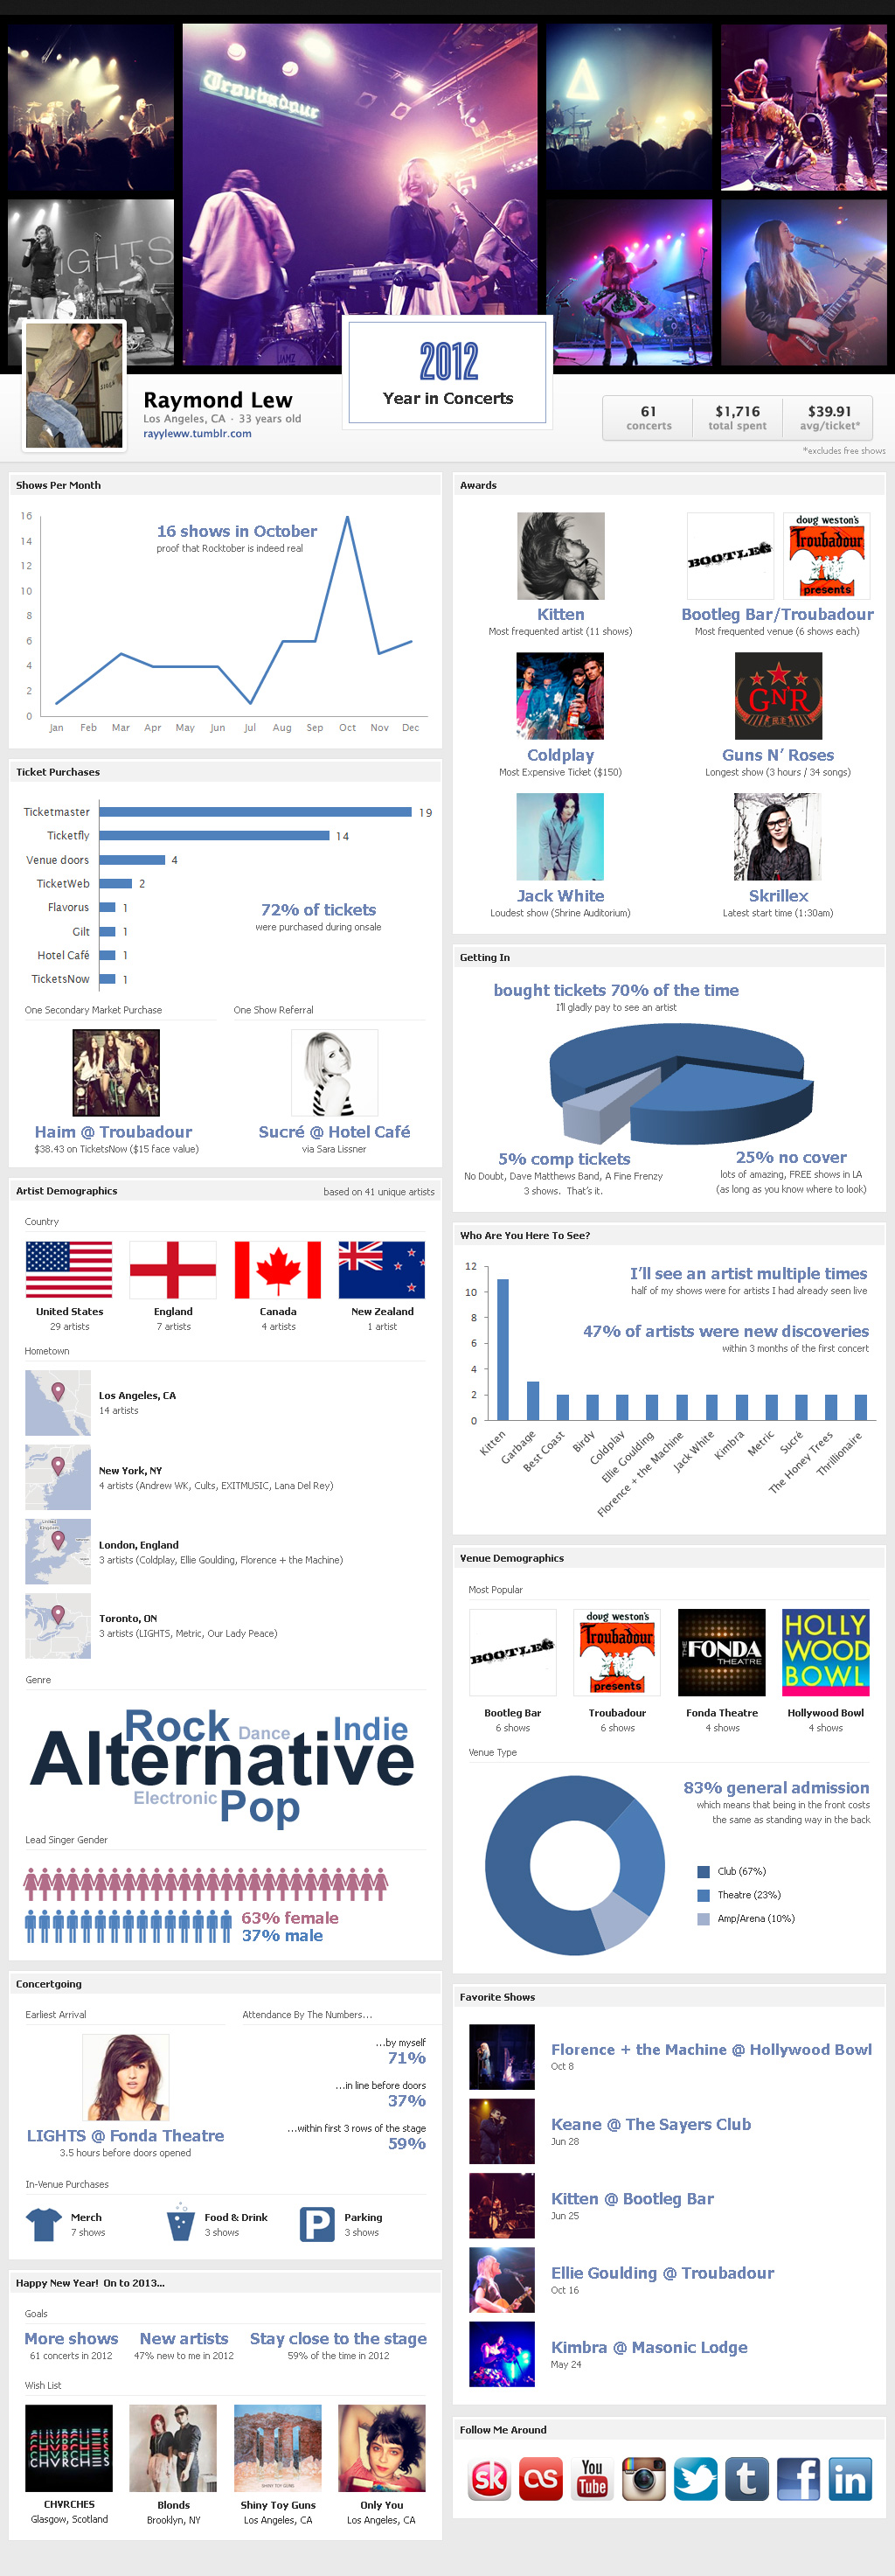 Troubadour
IGHTS
KORG
JAMZ
2012
Year in Concerts
Raymond Lew
Los Angeles, CA · 33 years old
rayyleww.tumblr.com
61
concerts
$1,716
total spent
$39.91
avg/ticket*
*excludes free shows
Shows Per Month
16 shows in October
proof that Rocktober is indeed real
16
14
12
10
8
6
4
2
0
Jan Feb Mar Apr May Jun Jul Aug Sep Oct Nov Dec
Ticket Purchases
Ticketmaster 19
Ticketfly 14
Venue doors 4
TicketWeb 2
Flavorus 1
Gilt 1
Hotel Café 1
TicketsNow 1
72% of tickets
were purchased during onsale
One Secondary Market Purchase
Haim @ Troubadour
$38.43 on TicketsNow ($15 face value)
One Show Referral
Sucré @ Hotel Café
via Sara Lissner
Artist Demographics
based on 41 unique artists
Country
United States
29 artists
England
7 artists
Canada
4 artists
New Zealand
1 artist
Hometown
Los Angeles, CA
14 artists
New York, NY
4 artists (Andrew WK, Cults, EXITMUSIC, Lana Del Rey)
London, England
3 artists (Coldplay, Ellie Goulding, Florence + the Machine)
Toronto, ON
3 artists (LIGHTS, Metric, Our Lady Peace)
Genre
Rock Dance Indie
Alternative
Electronic Pop
Lead Singer Gender
63% female
37% male
Concertgoing
Earliest Arrival
LIGHTS @ Fonda Theatre
3.5 hours before doors opened
Attendance By The Numbers...
...by myself
71%
...in line before doors
37%
...within first 3 rows of the stage
59%
In-Venue Purchases
Merch
7 shows
Food & Drink
3 shows
P
Parking
3 shows
Happy New Year! On to 2013...
Goals
More shows
61 concerts in 2012
New artists
47% new to me in 2012
Stay close to the stage
59% of the time in 2012
Wish List
CHVRCHES
CHVRCHES
Glasgow, Scotland
Blonds
Brooklyn, NY
SHINY TOY GUNS
Shiny Toy Guns
Los Angeles, CA
Only You
Los Angeles, CA
Awards
Kitten
Most frequented artist (11 shows)
BOOTLEG
doug weston's
Troubadour
presents
Bootleg Bar/Troubadour
Most frequented venue (6 shows each)
Coldplay
Most Expensive Ticket ($150)
GNR
Guns N' Roses
Longest show (3 hours / 34 songs)
Jack White
Loudest show (Shrine Auditorium)
Skrillex
Latest start time (1:30am)
Getting In
bought tickets 70% of the time
I'll gladly pay to see an artist
5% comp tickets
No Doubt, Dave Matthews Band, A Fine Frenzy
3 shows. That's it.
25% no cover
lots of amazing, FREE shows in LA
(as long as you know where to look)
Who Are You Here To See?
I'll see an artist multiple times
half of my shows were for artists I had already seen live
47% of artists were new discoveries
within 3 months of the first concert
12
10
8
6
4
2
0
Kitten
Garbage
Best Coast
Birdy
Coldplay
Ellie Goulding
Florence + the Machine
Jack White
Kimbra
Metric
Sucré
The Honey Trees
Thrillionaire
Venue Demographics
Most Popular
BOOTLEG
Bootleg Bar
6 shows
doug weston's
Troubadour
presents
Troubadour
6 shows
THE FONDA
THEATRE
Fonda Theatre
4 shows
HOLLY
WOOD
BOWL
Hollywood Bowl
4 shows
Venue Type
83% general admission
which means that being in the front costs
the same as standing way in the back
Club (67%)
Theatre (23%)
Amp/Arena (10%)
Favorite Shows
Florence + the Machine @ Hollywood Bowl
Oct 8
Keane @ The Sayers Club
Jun 28
Kitten @ Bootleg Bar
Jun 25
Ellie Goulding @ Troubadour
Oct 16
Kimbra @ Masonic Lodge
May 24
Follow Me Around
sk
as
You
Tube
t
f
in